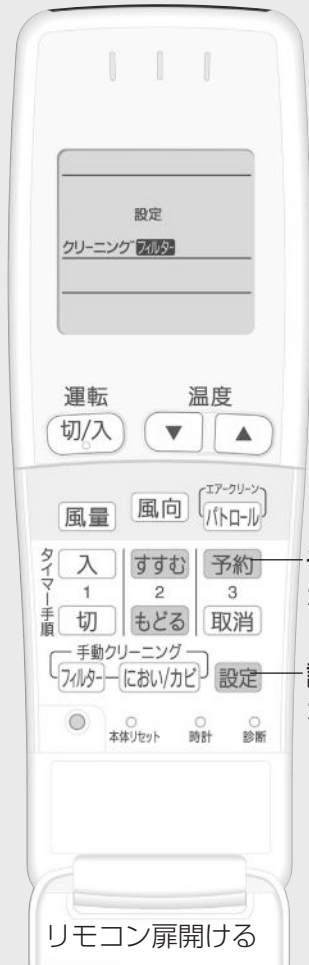 設定
クリーニング フィルター
運転 温度
切/入 ▼ ▲
エアークリーン
風量 風向 パトロール
タイマー手順
入 すすむ 予約
1 2 3
切 もどる 取消
手動クリーニング
フィルター におい/カビ 設定
本体リセット 時計 診断
リモコン扉開ける